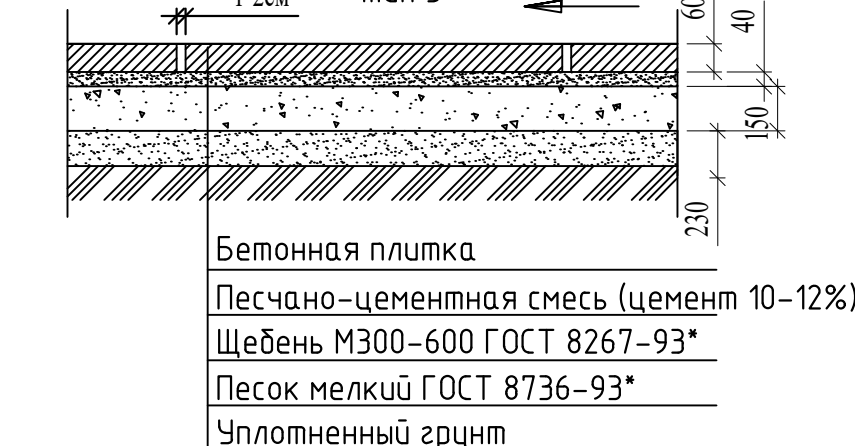 40
150
230
Бетонная плитка
Песчано-цементная смесь (цемент 10-12%)
Щебень М300-600 ГОСТ 8267-93*
Песок мелкий ГОСТ 8736-93*
Уплотненный грунт